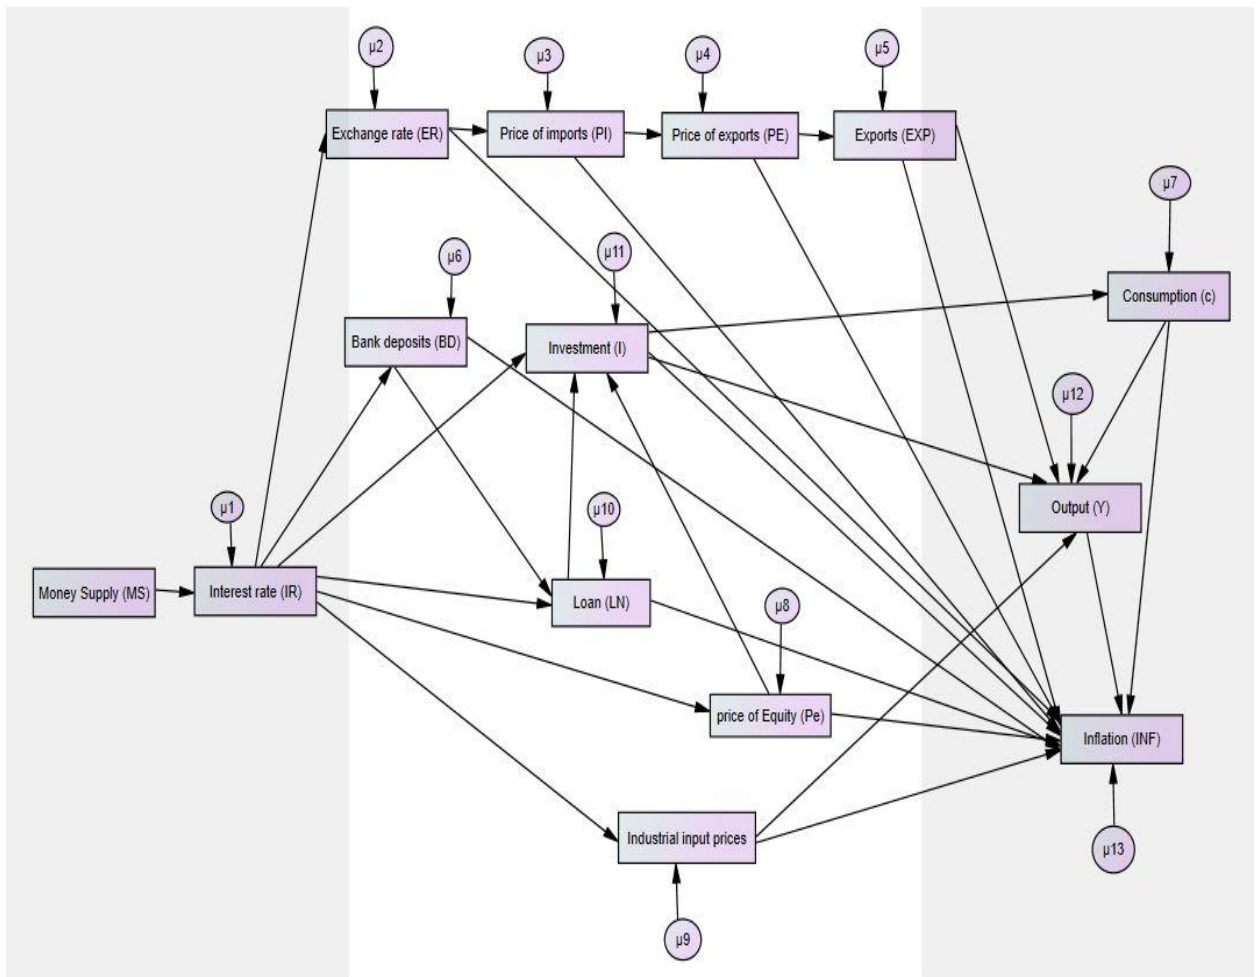 μ2
μ3
μ4
μ5
Exchange rate (ER)
Price of imports (PI)
Price of exports (PE)
Exports (EXP)
μ7
μ6
μ11
Consumption (c)
Bank deposits (BD)
Investment (I)
μ12
μ1
μ10
Output (Y)
Money Supply (MS)
Interest rate (IR)
Loan (LN)
μ8
price of Equity (Pe)
Inflation (INF)
Industrial input prices
μ13
μ9